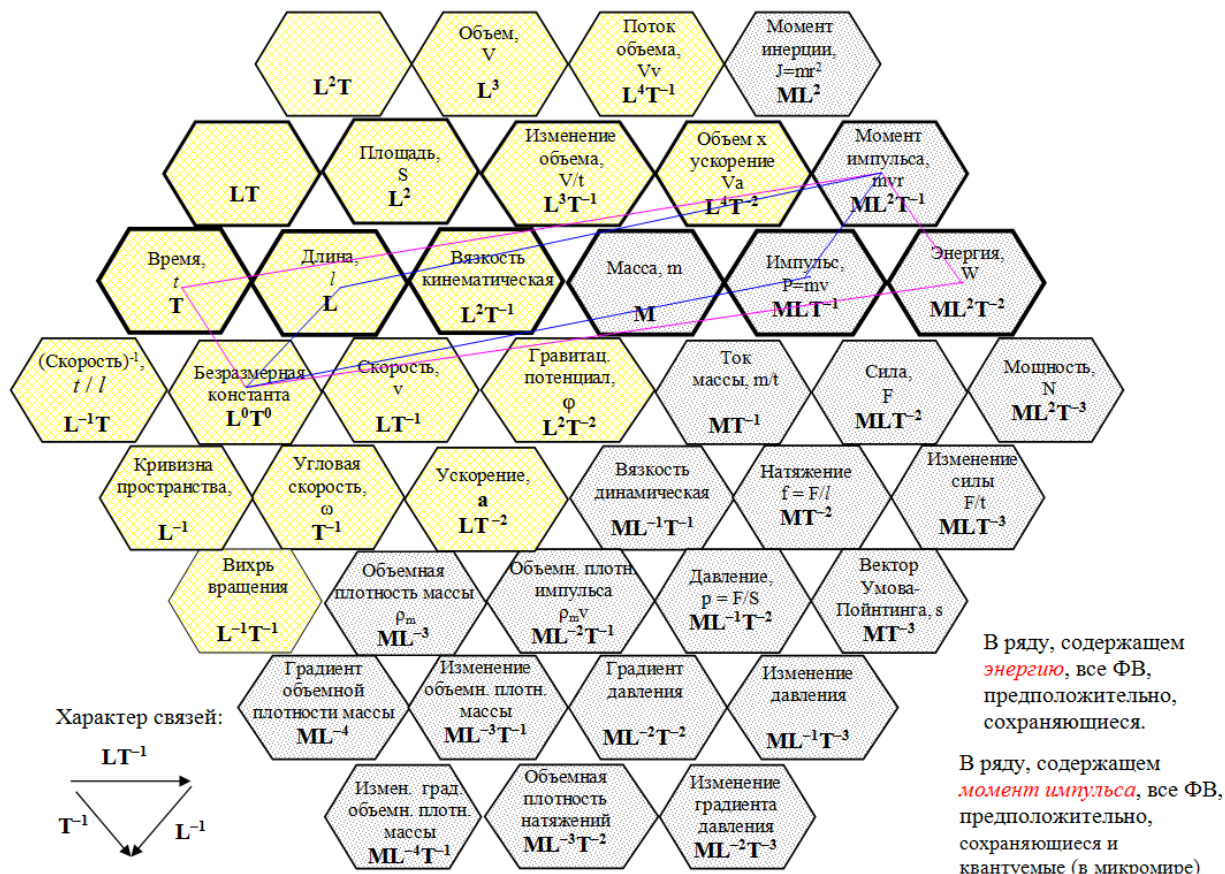 L²T
Объем,
V
L³
Поток
объема,
Vv
L⁴T⁻¹
Момент
инерции,
J=mr²
ML²
LT
Площадь,
S
L²
Изменение
объема,
V/t
L³T⁻¹
Объем x
ускорение
Va
L⁴T⁻²
Момент
импульса,
mvr
ML²T⁻¹
Время,
t
T
Длина,
l
L
Вязкость
кинематическая
L²T⁻¹
Масса, m
M
Импульс,
P=mv
MLT⁻¹
Энергия,
W
ML²T⁻²
(Скорость)⁻¹,
t / l
L⁻¹T
Безразмерная
константа
L⁰T⁰
Скорость,
v
LT⁻¹
Гравитац.
потенциал,
φ
L²T⁻²
Ток
массы, m/t
MT⁻¹
Сила,
F
MLT⁻²
Мощность,
N
ML²T⁻³
Кривизна
пространства,
L⁻¹
Угловая
скорость,
ω
T⁻¹
Ускорение,
a
LT⁻²
Вязкость
динамическая
ML⁻¹T⁻¹
Натяжение
f = F/l
MT⁻²
Изменение
силы
F/t
MLT⁻³
Вихрь
вращения
L⁻¹T⁻¹
Объемная
плотность массы
ρₘ
ML⁻³
Объемн. плотн.
импульса
ρₘv
ML⁻²T⁻¹
Давление,
p = F/S
ML⁻¹T⁻²
Вектор
Умова-
Пойнтинга, s
MT⁻³
Градиент
объемной
плотности массы
ML⁻⁴
Изменение
объемн. плотн.
массы
ML⁻³T⁻¹
Градиент
давления
ML⁻²T⁻²
Изменение
давления
ML⁻¹T⁻³
Измен. град.
объемн. плотн.
массы
ML⁻⁴T⁻¹
Объемная
плотность
натяжений
ML⁻³T⁻²
Изменение
градиента
давления
ML⁻²T⁻³
Характер связей:
LT⁻¹
T⁻¹
L⁻¹
В ряду, содержащем
энергию, все ФВ,
предположительно,
сохраняющиеся.
В ряду, содержащем
момент импульса, все ФВ,
предположительно,
сохраняющиеся и
квантуемые (в микромире)